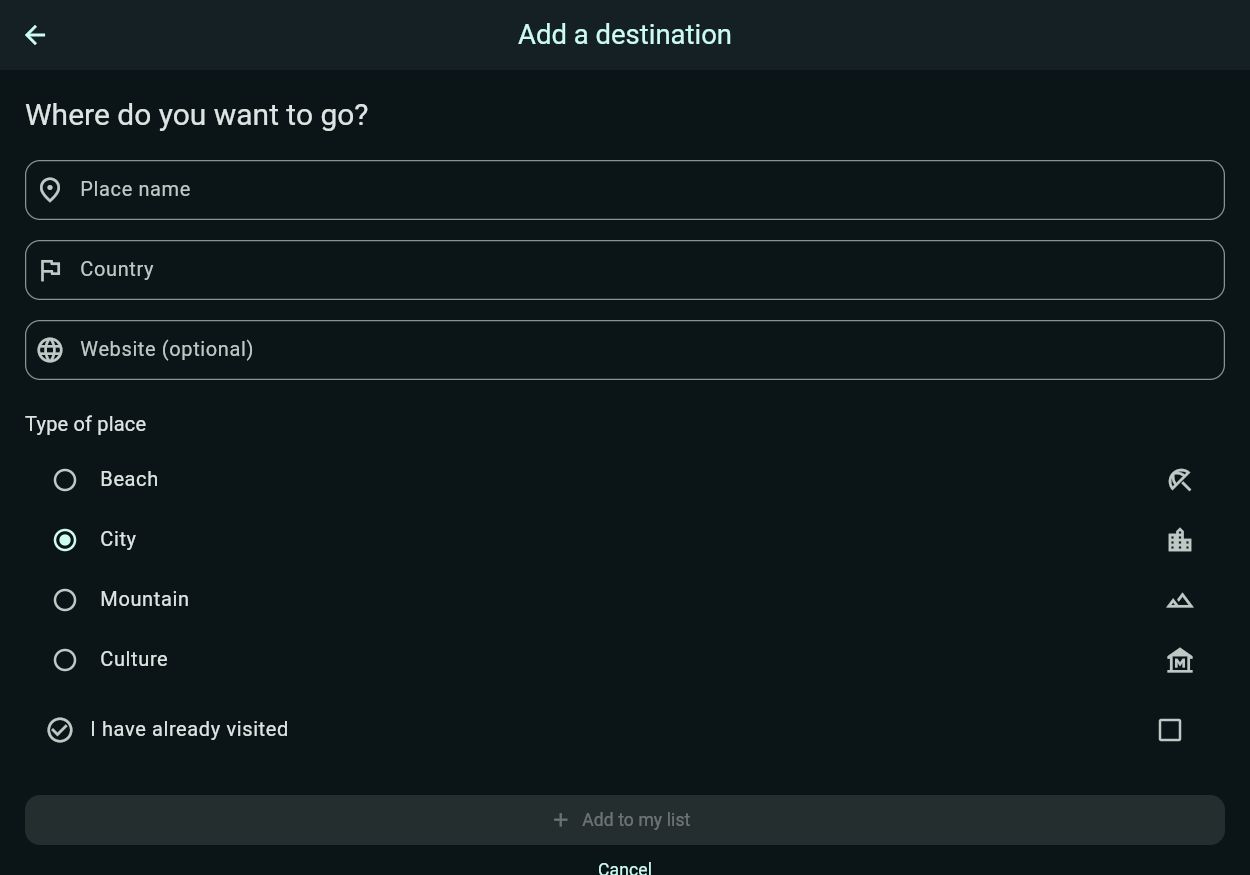 Add a destination
Where do you want to go?
Place name
Country
Website (optional)
Type of place
Beach
City
Mountain
Culture
I have already visited
Add to my list
Cancel